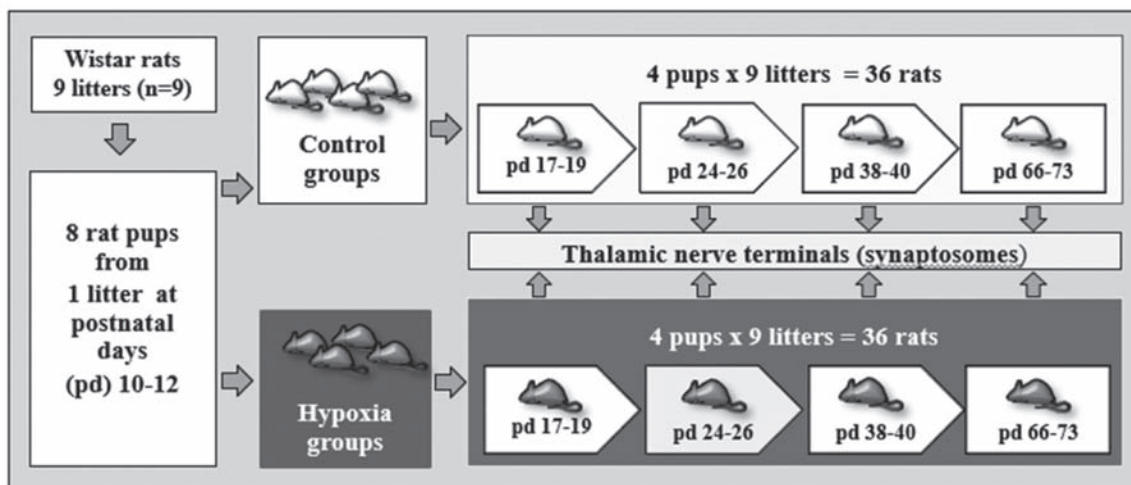 Wistar rats
9 litters (n=9)
8 rat pups
from
1 litter at
postnatal
days
(pd) 10-12
Control
groups
4 pups x 9 litters = 36 rats
pd 17-19
pd 24-26
pd 38-40
pd 66-73
Thalamic nerve terminals (synaptosomes)
Hypoxia
groups
4 pups x 9 litters = 36 rats
pd 17-19
pd 24-26
pd 38-40
pd 66-73